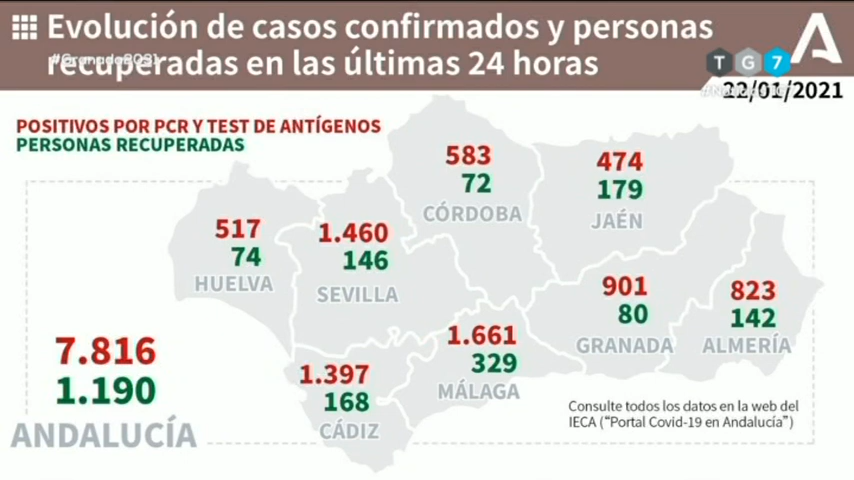 Evolución de casos confirmados y personas
recuperadas en las últimas 24 horas
TG7
22/01/2021
POSITIVOS POR PCR Y TEST DE ANTÍGENOS
PERSONAS RECUPERADAS
583
72
CÓRDOBA
474
179
JAÉN
517
74
HUELVA
1.460
146
SEVILLA
901
80
GRANADA
823
142
ALMERÍA
7.816
1.190
ANDALUCÍA
1.397
168
CÁDIZ
1.661
329
MÁLAGA
Consulte todos los datos en la web del
IECA (“Portal Covid-19 en Andalucía”)